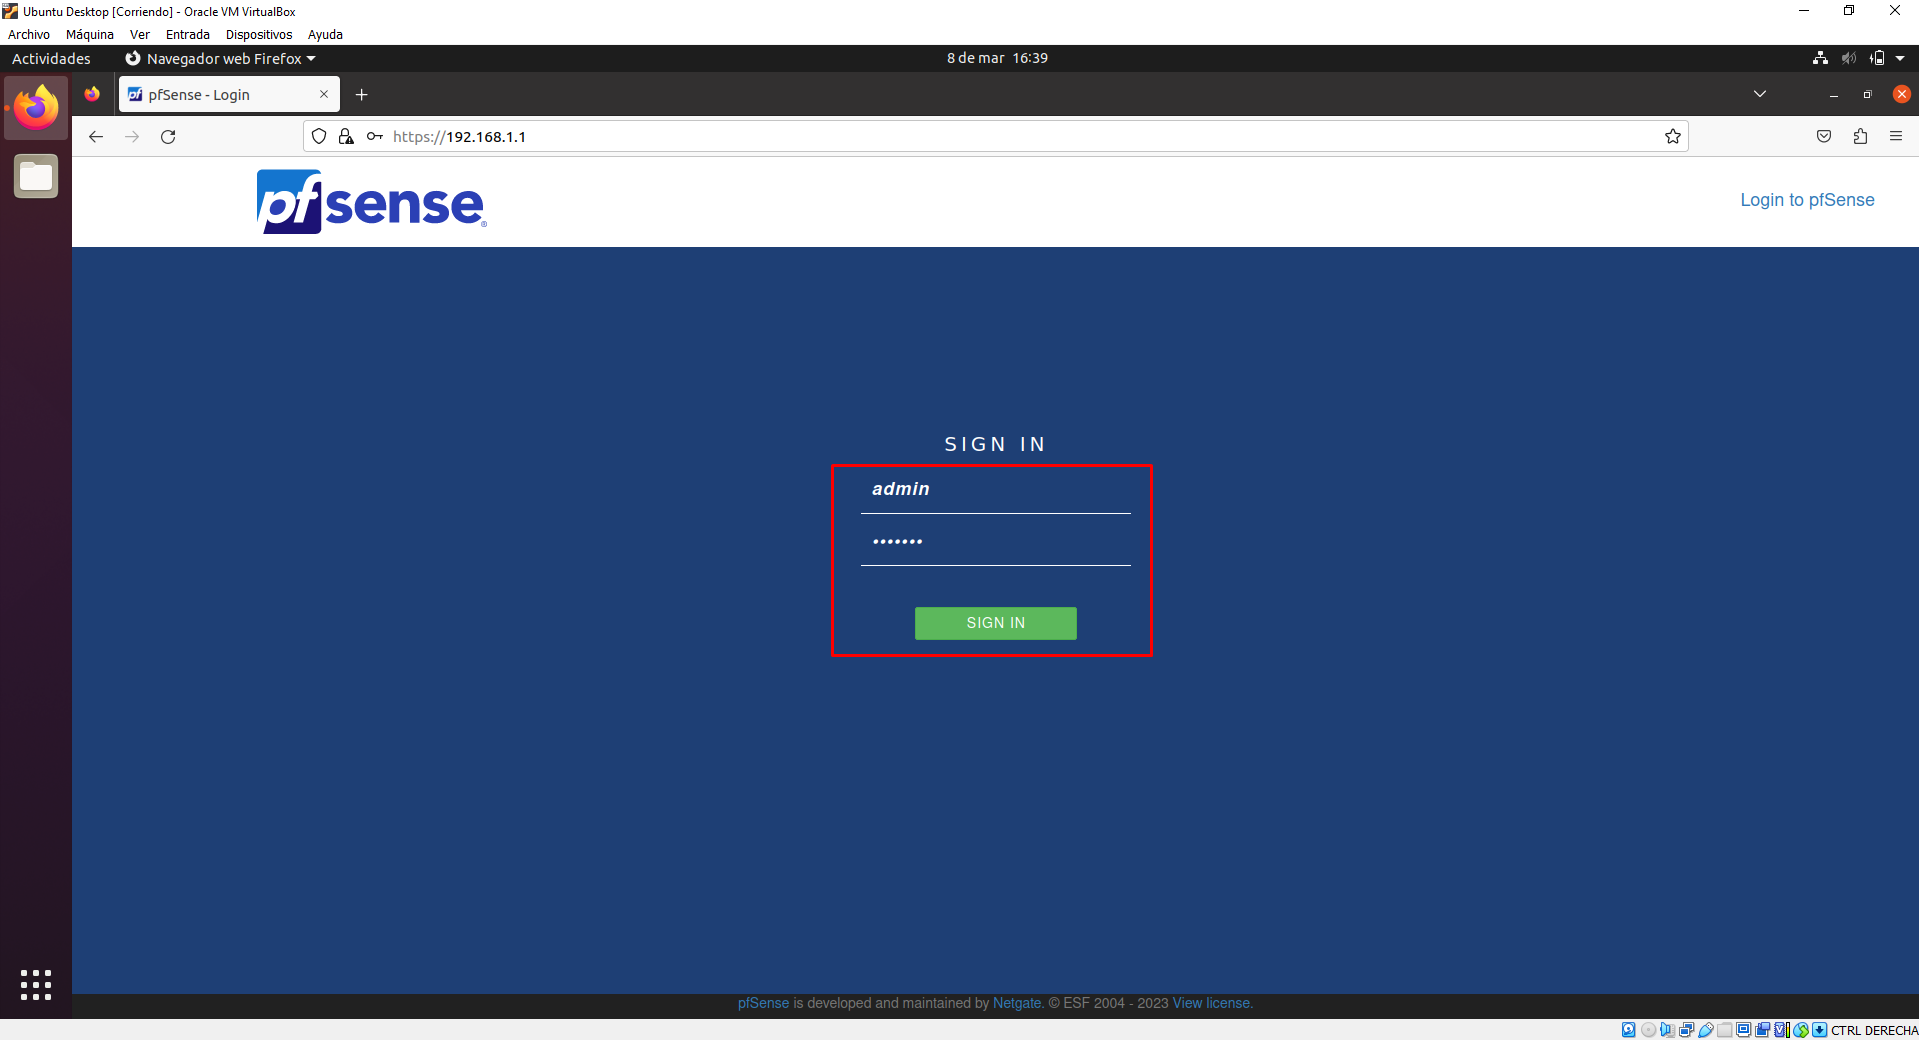 Ubuntu Desktop [Corriendo] - Oracle VM VirtualBox
Archivo Máquina Ver Entrada Dispositivos Ayuda
Actividades Navegador web Firefox 8 de mar 16:39
pfSense - Login
https://192.168.1.1
pfsense
Login to pfSense
SIGN IN
admin
•••••••
SIGN IN
pfSense is developed and maintained by Netgate. © ESF 2004 - 2023 View license.
CTRL DERECHA